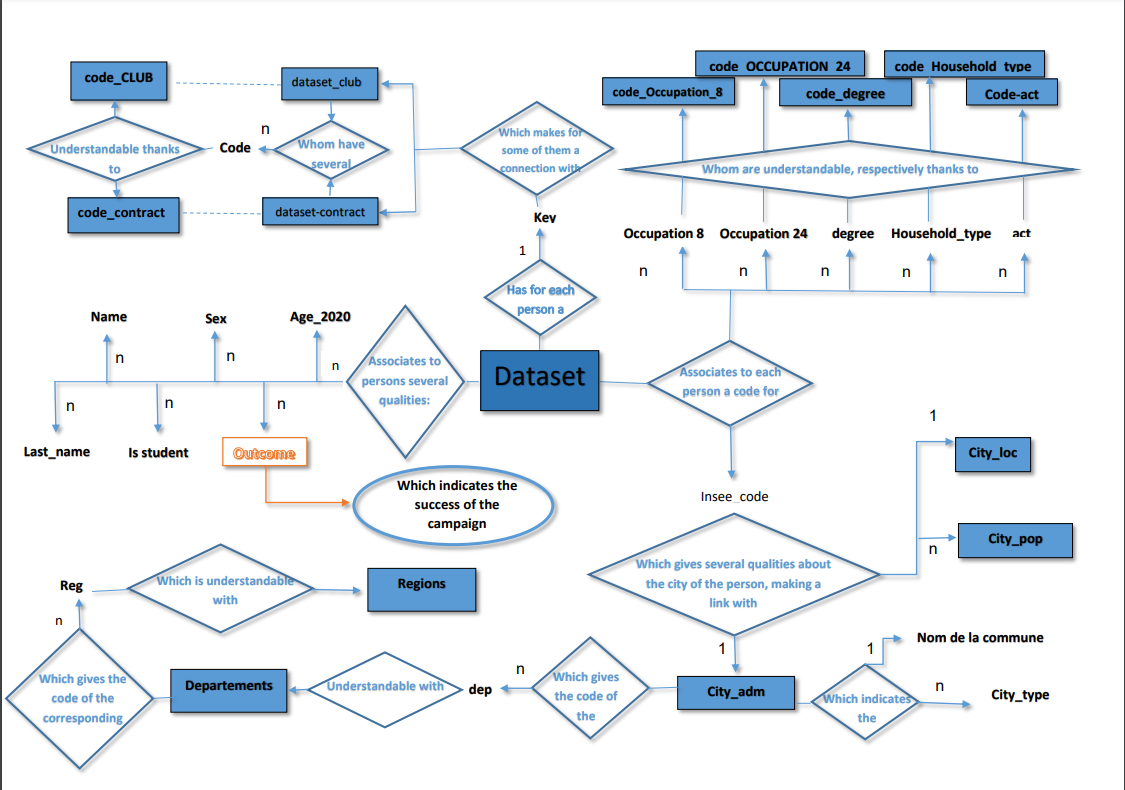 code_CLUB
dataset_club
Understandable thanks
to
Code
n
Whom have
several
code_contract
dataset-contract
Which makes for
some of them a
connection with
Key
1
Has for each
person a
code_OCCUPATION_24
code_Household_type
code_Occupation_8
code_degree
Code-act
Whom are understandable, respectively thanks to
Occupation 8
Occupation 24
degree
Household_type
act
n
n
n
n
n
Name
Sex
Age_2020
n
n
n
Associates to
persons several
qualities:
Dataset
Associates to each
person a code for
n
n
n
Last_name
Is student
Outcome
Which indicates the
success of the
campaign
Insee_code
1
City_loc
n
City_pop
Which gives several qualities about
the city of the person, making a
link with
Reg
Which is understandable
with
Regions
n
Which gives the
code of the
corresponding
Departements
Understandable with
dep
n
Which gives
the code of
the
1
City_adm
Which indicates
the
1
Nom de la commune
n
City_type